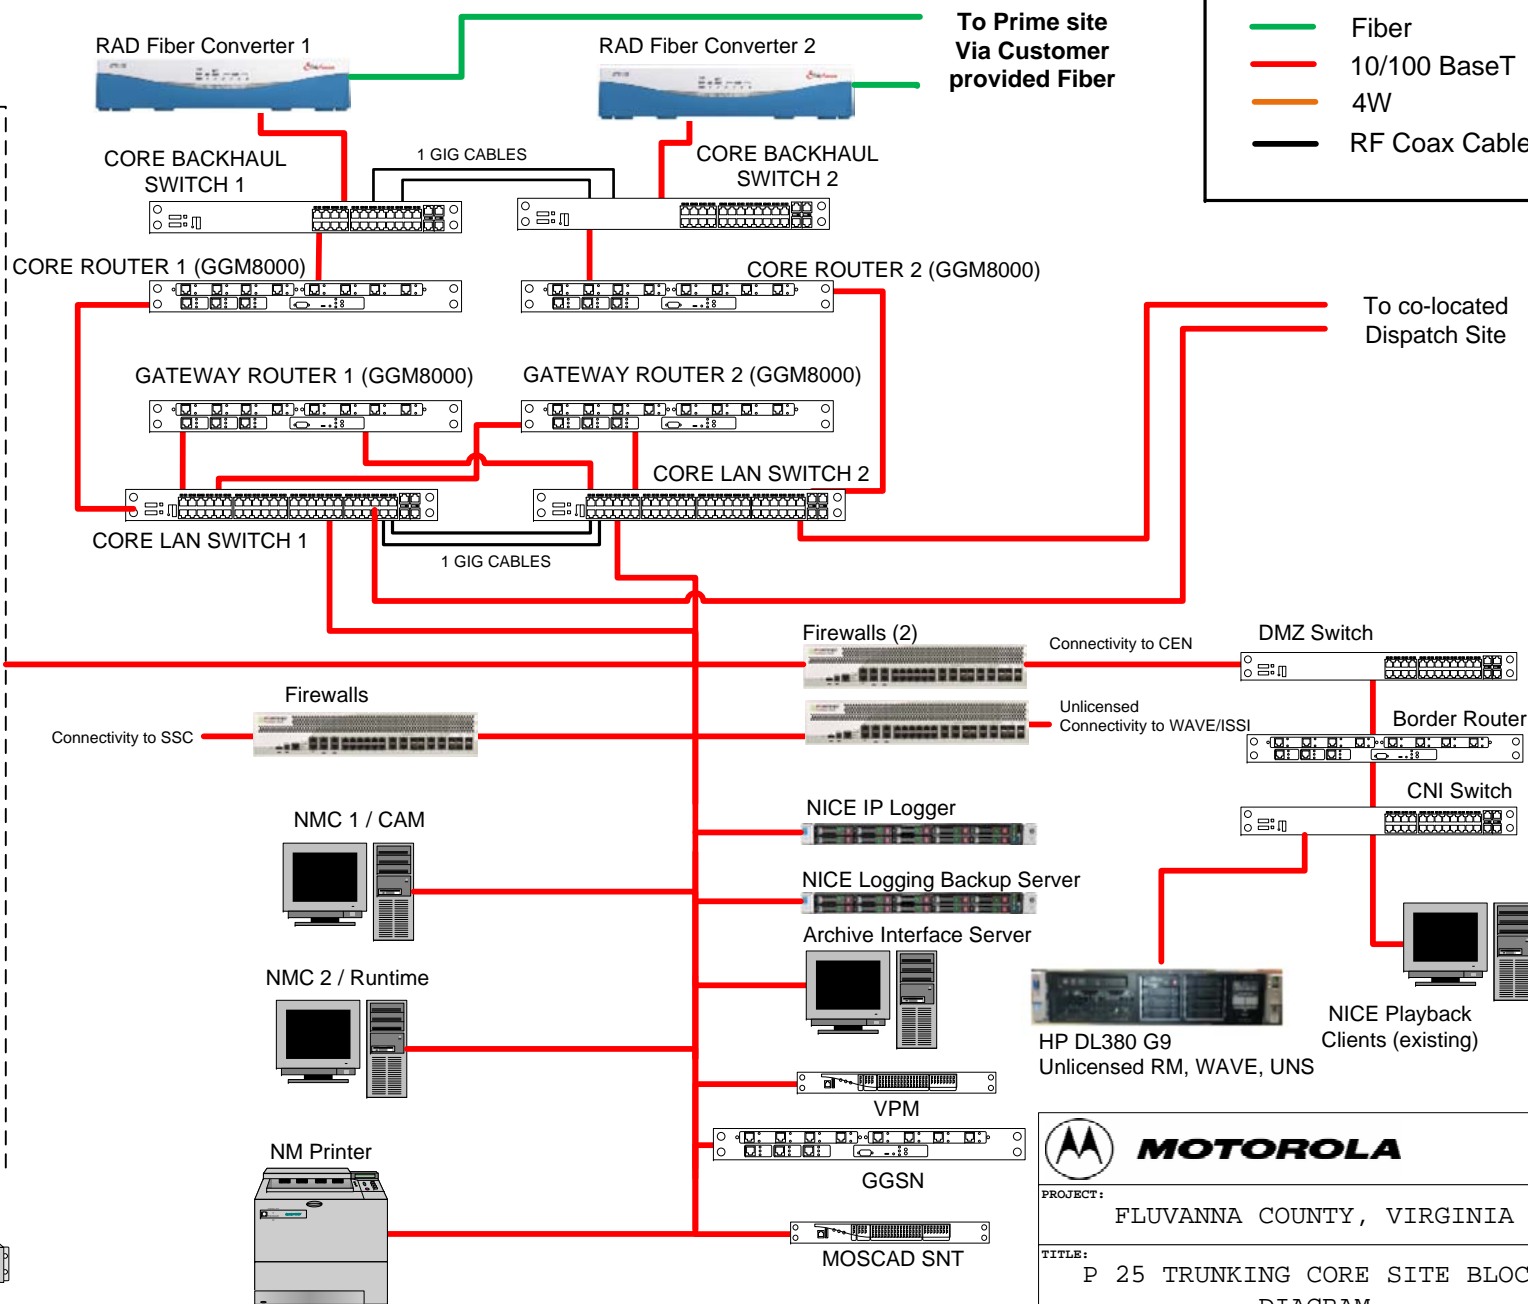 RAD Fiber Converter 1
RAD Fiber Converter 2
To Prime site
Via Customer
provided Fiber
Fiber
10/100 BaseT
4W
RF Coax Cable
CORE BACKHAUL
SWITCH 1
1 GIG CABLES
CORE BACKHAUL
SWITCH 2
CORE ROUTER 1 (GGM8000)
CORE ROUTER 2 (GGM8000)
To co-located
Dispatch Site
GATEWAY ROUTER 1 (GGM8000)
GATEWAY ROUTER 2 (GGM8000)
CORE LAN SWITCH 2
CORE LAN SWITCH 1
1 GIG CABLES
Firewalls (2)
Connectivity to CEN
DMZ Switch
Firewalls
Connectivity to SSC
Unlicensed
Connectivity to WAVE/ISSI
Border Router
CNI Switch
NMC 1 / CAM
NICE IP Logger
NICE Logging Backup Server
Archive Interface Server
NMC 2 / Runtime
HP DL380 G9
Unlicensed RM, WAVE, UNS
NICE Playback
Clients (existing)
VPM
NM Printer
GGSN
MOSCAD SNT
MOTOROLA
PROJECT:
FLUVANNA COUNTY, VIRGINIA
TITLE:
P 25 TRUNKING CORE SITE BLOC
DIAGRAM